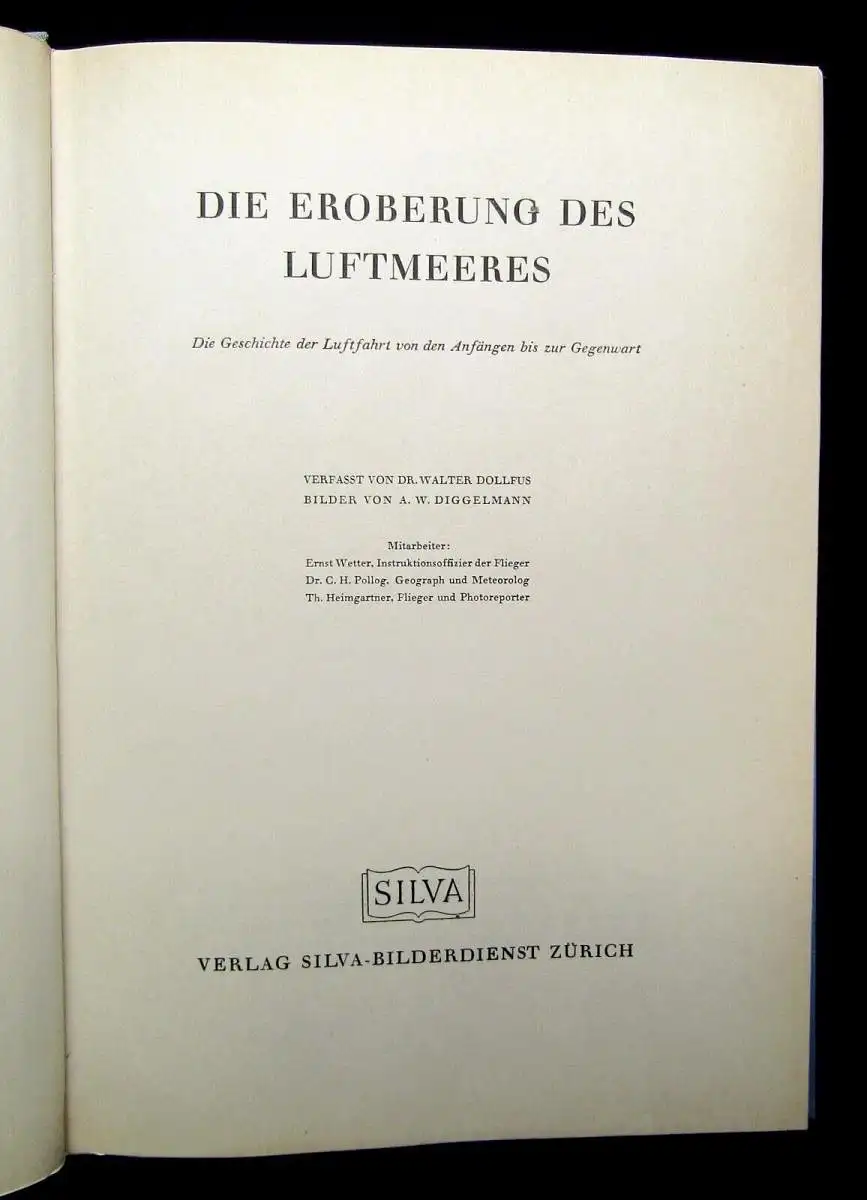 DIE EROBERUNG DES
LUFTMEERES
Die Geschichte der Luftfahrt von den Anfängen bis zur Gegenwart
VERFASST VON DR. WALTER DOLLFUS
BILDER VON A. W. DIGGELMANN
Mitarbeiter:
Ernst Wetter, Instruktionsoffizier der Flieger
Dr. C. H. Pollog, Geograph und Meteorolog
Th. Heimgartner, Flieger und Photoreporter
SILVA
VERLAG SILVA-BILDERDIENST ZÜRICH